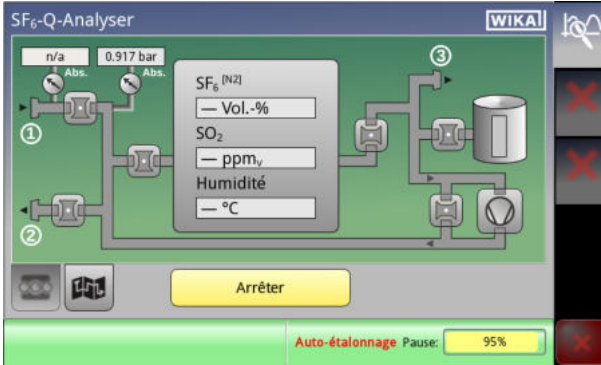 SF₆-Q-Analyser
WIKA
n/a
0.917 bar
Abs.
Abs.
①
②
③
SF₆ [N2]
— Vol.-%
SO₂
— ppmᵥ
Humidité
— °C
Arrêter
Auto-étalonnage Pause: 95%